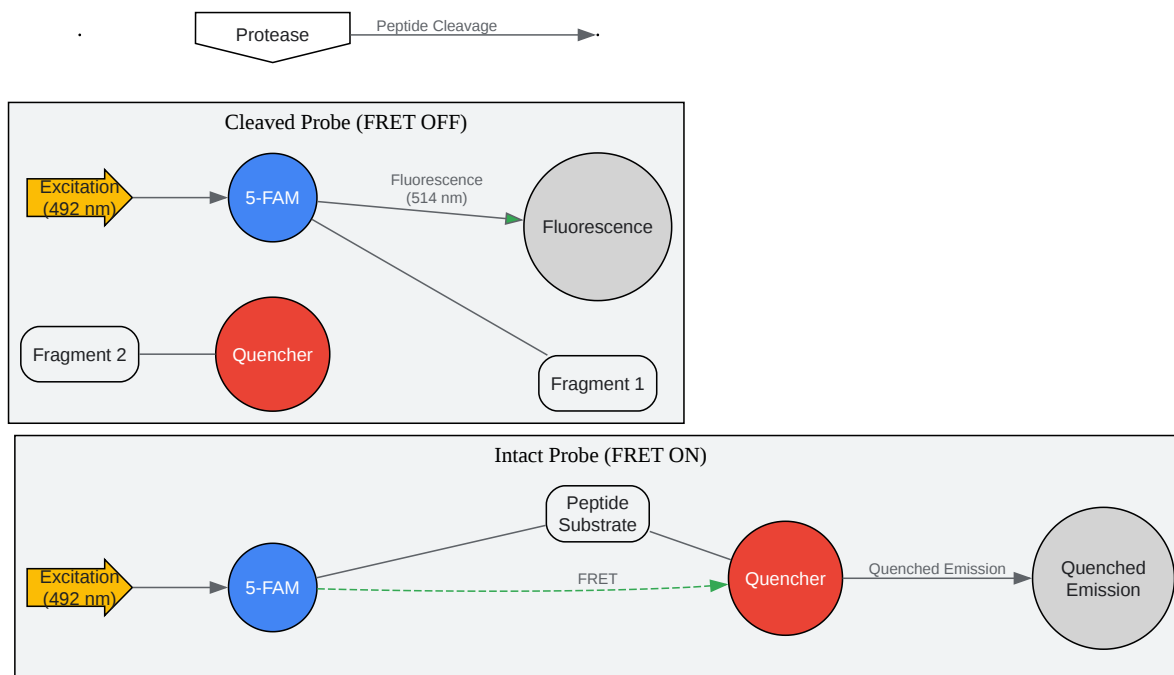 Protease
Peptide Cleavage
Cleaved Probe (FRET OFF)
Excitation
(492 nm)
5-FAM
Fluorescence
(514 nm)
Fluorescence
Fragment 2
Quencher
Fragment 1
Intact Probe (FRET ON)
Peptide
Substrate
Excitation
(492 nm)
5-FAM
FRET
Quencher
Quenched Emission
Quenched
Emission